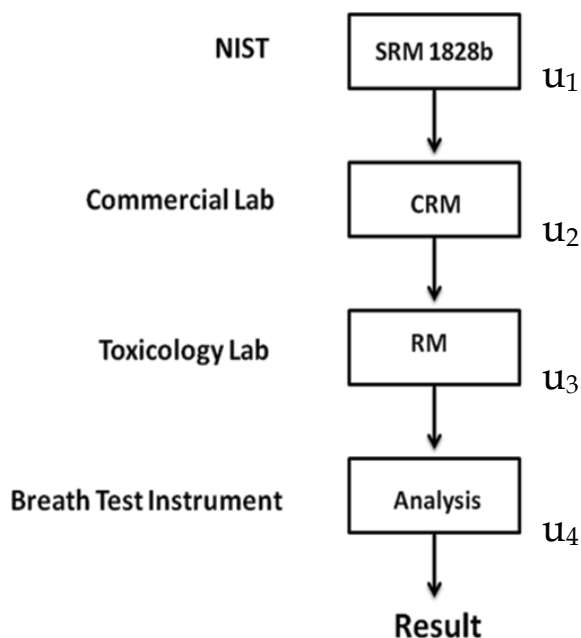 NIST
SRM 1828b
u₁
Commercial Lab
CRM
u₂
Toxicology Lab
RM
u₃
Breath Test Instrument
Analysis
u₄
Result